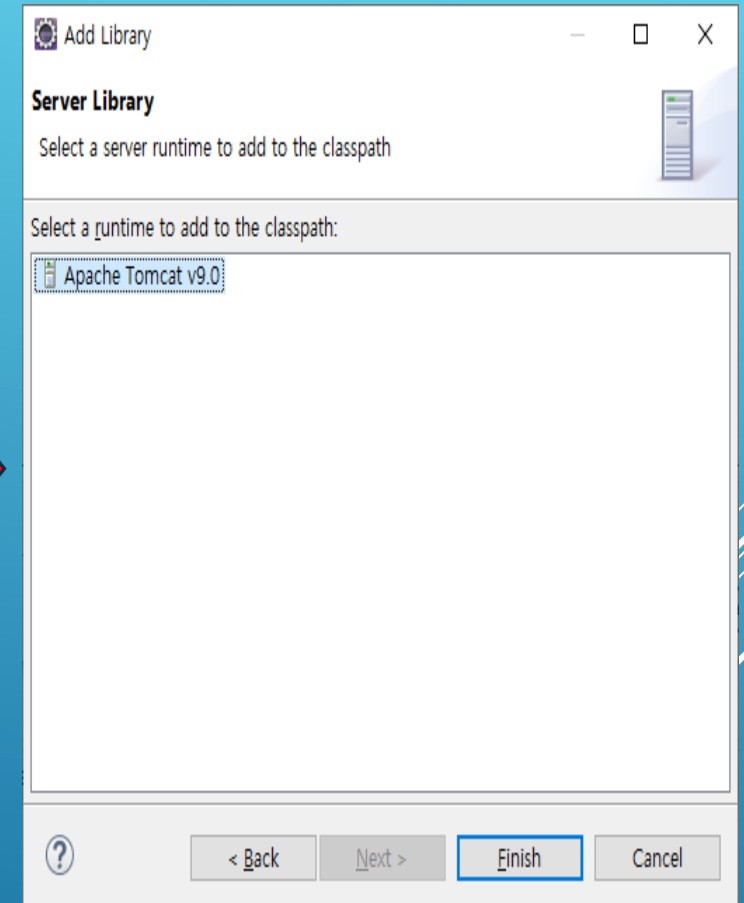 Add Library
Server Library
Select a server runtime to add to the classpath
Select a runtime to add to the classpath:
Apache Tomcat v9.0
?
< Back
Next >
Finish
Cancel